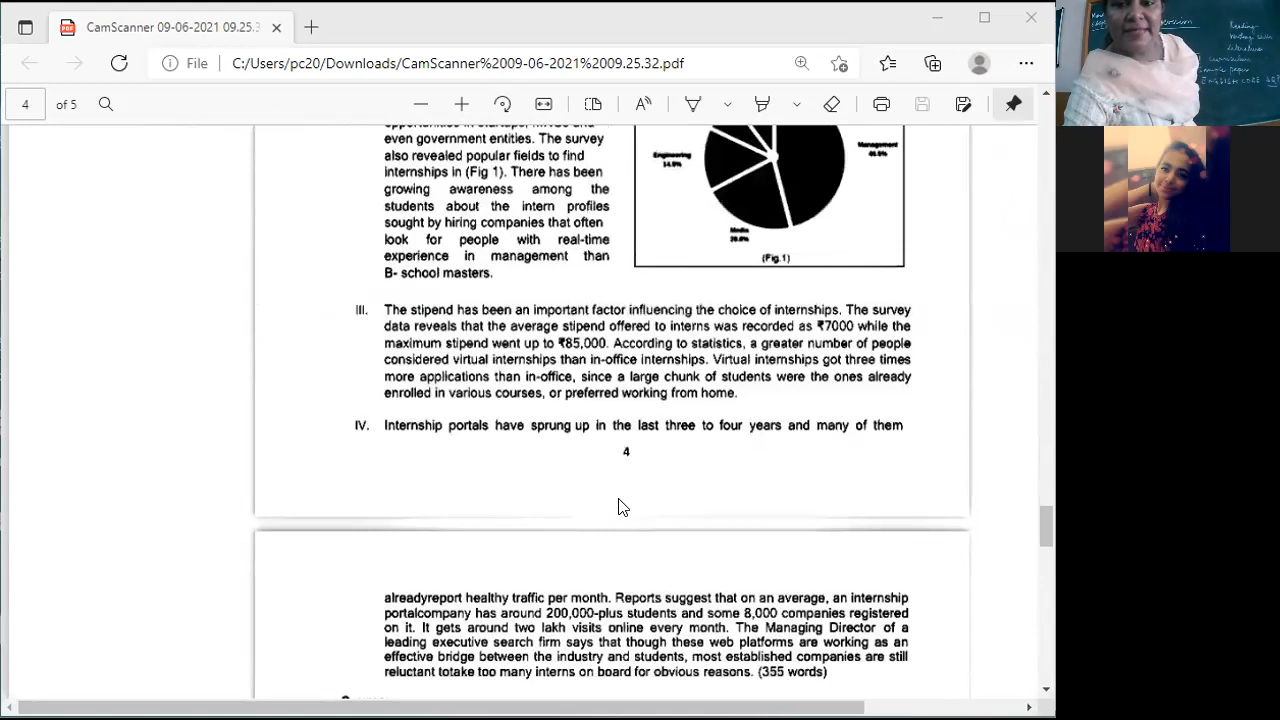 CamScanner 09-06-2021 09.25.3
File
C:/Users/pc20/Downloads/CamScanner%2009-06-2021%2009.25.32.pdf
4 of 5
even government entities. The survey
also revealed popular fields to find
internships in (Fig 1). There has been
growing awareness among the
students about the intern profiles
sought by hiring companies that often
look for people with real-time
experience in management than
B- school masters.
Engineering
Management
Media
(Fig.1)
III. The stipend has been an important factor influencing the choice of internships. The survey
data reveals that the average stipend offered to interns was recorded as ₹7000 while the
maximum stipend went up to ₹85,000. According to statistics, a greater number of people
considered virtual internships than in-office internships. Virtual internships got three times
more applications than in-office, since a large chunk of students were the ones already
enrolled in various courses, or preferred working from home.
IV. Internship portals have sprung up in the last three to four years and many of them
4
alreadyreport healthy traffic per month. Reports suggest that on an average, an internship
portalcompany has around 200,000-plus students and some 8,000 companies registered
on it. It gets around two lakh visits online every month. The Managing Director of a
leading executive search firm says that though these web platforms are working as an
effective bridge between the industry and students, most established companies are still
reluctant totake too many interns on board for obvious reasons. (355 words)